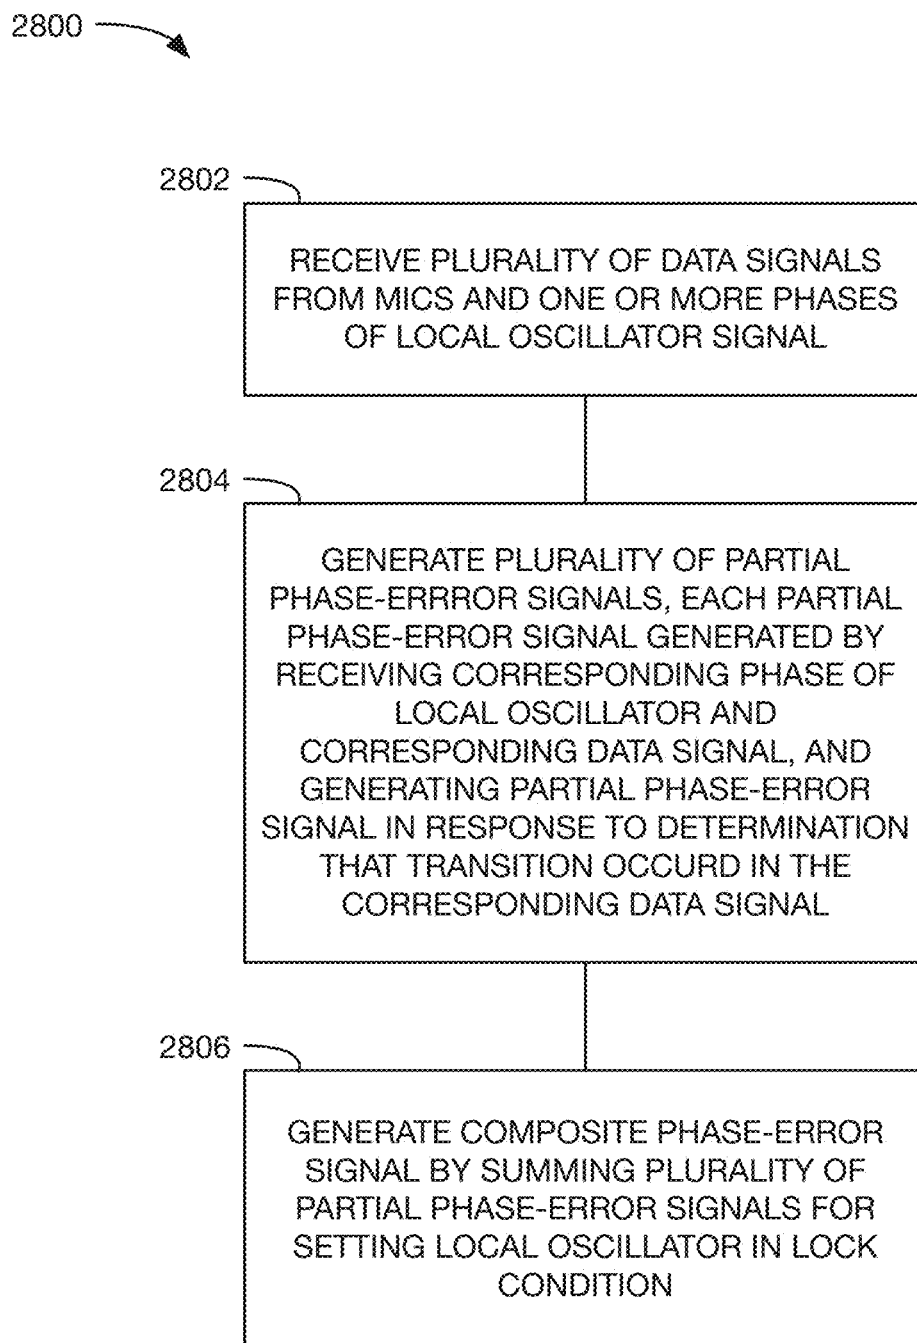 2800
2802
RECEIVE PLURALITY OF DATA SIGNALS
FROM MICS AND ONE OR MORE PHASES
OF LOCAL OSCILLATOR SIGNAL
2804
GENERATE PLURALITY OF PARTIAL
PHASE-ERRROR SIGNALS, EACH PARTIAL
PHASE-ERROR SIGNAL GENERATED BY
RECEIVING CORRESPONDING PHASE OF
LOCAL OSCILLATOR AND
CORRESPONDING DATA SIGNAL, AND
GENERATING PARTIAL PHASE-ERROR
SIGNAL IN RESPONSE TO DETERMINATION
THAT TRANSITION OCCURD IN THE
CORRESPONDING DATA SIGNAL
2806
GENERATE COMPOSITE PHASE-ERROR
SIGNAL BY SUMMING PLURALITY OF
PARTIAL PHASE-ERROR SIGNALS FOR
SETTING LOCAL OSCILLATOR IN LOCK
CONDITION